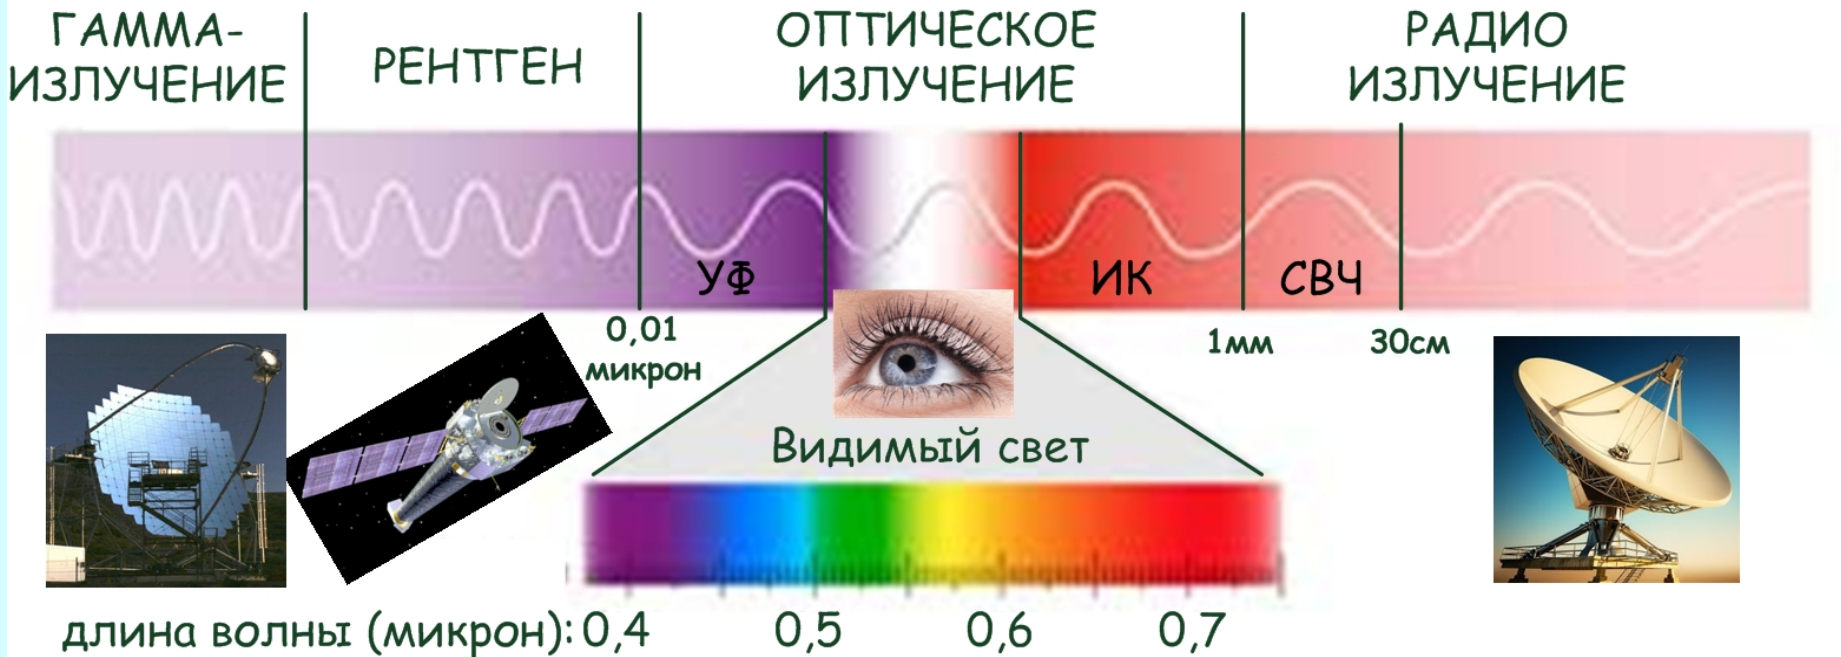 ГАММА-
ИЗЛУЧЕНИЕ
РЕНТГЕН
ОПТИЧЕСКОЕ
ИЗЛУЧЕНИЕ
РАДИО
ИЗЛУЧЕНИЕ
УФ
ИК
СВЧ
0,01
микрон
1мм
30см
Видимый свет
длина волны (микрон): 0,4 0,5 0,6 0,7